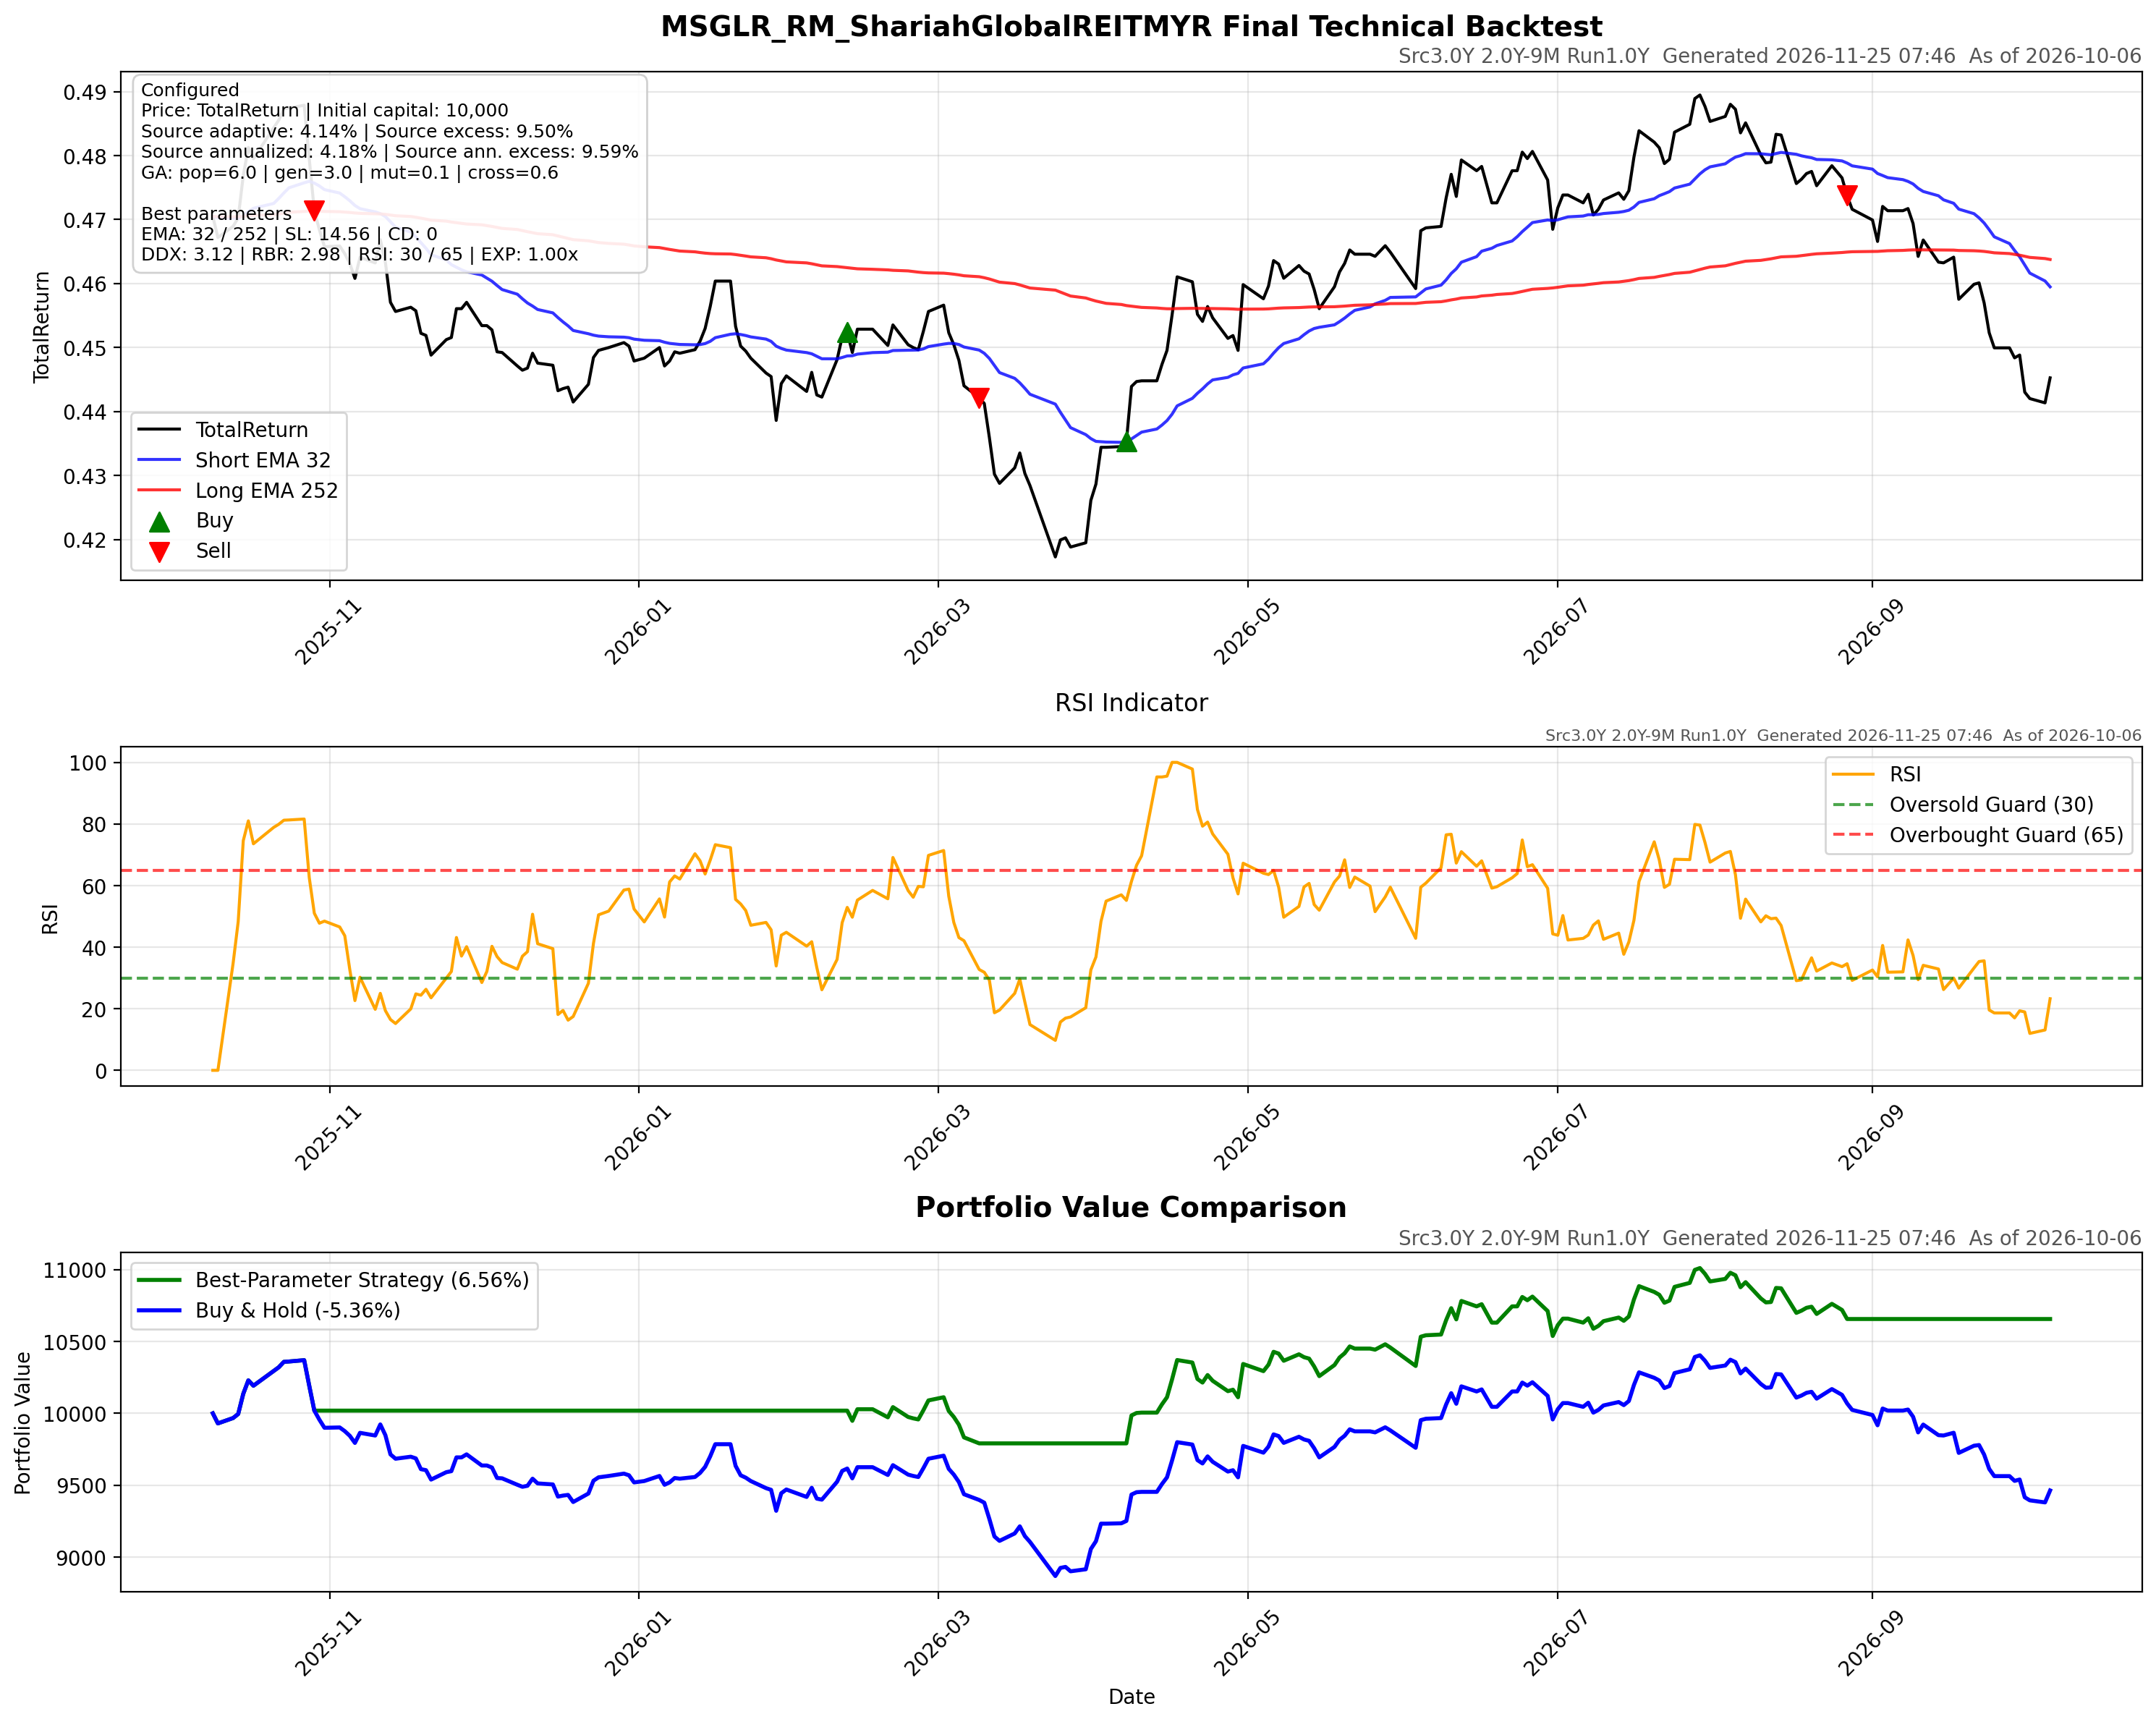 MSGLR_RM_ShariahGlobalREITMYR Final Technical Backtest
Src3.0Y 2.0Y-9M Run1.0Y  Generated 2026-11-25 07:46  As of 2026-10-06
Configured
Price: TotalReturn | Initial capital: 10,000
Source adaptive: 4.14% | Source excess: 9.50%
Source annualized: 4.18% | Source ann. excess: 9.59%
GA: pop=6.0 | gen=3.0 | mut=0.1 | cross=0.6
Best parameters
EMA: 32 / 252 | SL: 14.56 | CD: 0
DDX: 3.12 | RBR: 2.98 | RSI: 30 / 65 | EXP: 1.00x
TotalReturn
0.49
0.48
0.47
0.46
0.45
0.44
0.43
0.42
TotalReturn
Short EMA 32
Long EMA 252
Buy
Sell
2025-11
2026-01
2026-03
2026-05
2026-07
2026-09
RSI Indicator
Src3.0Y 2.0Y-9M Run1.0Y  Generated 2026-11-25 07:46  As of 2026-10-06
RSI
100
80
60
40
20
0
RSI
Oversold Guard (30)
Overbought Guard (65)
2025-11
2026-01
2026-03
2026-05
2026-07
2026-09
Portfolio Value Comparison
Src3.0Y 2.0Y-9M Run1.0Y  Generated 2026-11-25 07:46  As of 2026-10-06
Portfolio Value
11000
10500
10000
9500
9000
Best-Parameter Strategy (6.56%)
Buy & Hold (-5.36%)
2025-11
2026-01
2026-03
2026-05
2026-07
2026-09
Date